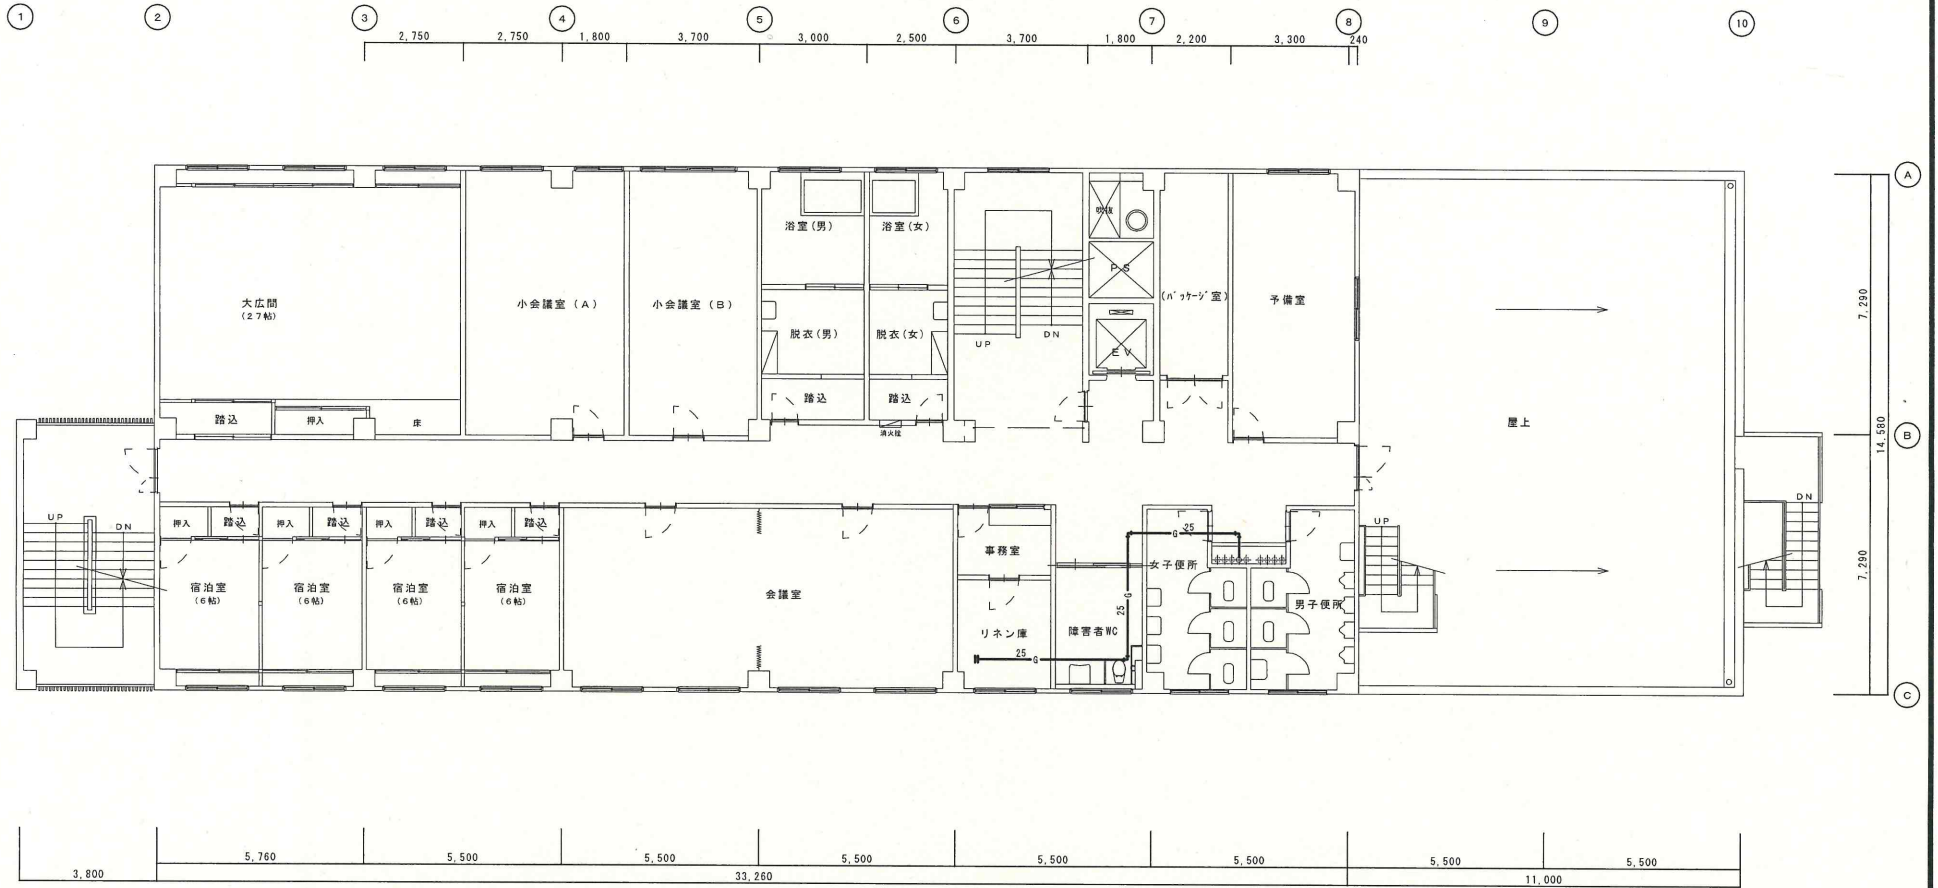 1 2 3 4 5 6 7 8 9 10
2,750 2,750 1,800 3,700 3,000 2,500 3,700 1,800 2,200 3,300 240
A
吹抜
浴室(男) 浴室(女)
PS
大広間
(27帖)
小会議室(A) 小会議室(B)
(パッケージ室)
予備室
7,290
脱衣(男) 脱衣(女)
UP DN
EV
踏込 押入 床
踏込 踏込
消火栓
屋上
B
14,580
押入 踏込 押入 踏込 押入 踏込 押入 踏込
UP DN
UP
DN
G 25
事務室
女子便所
宿泊室
(6帖)
宿泊室
(6帖)
宿泊室
(6帖)
宿泊室
(6帖)
会議室
G
25
男子便所
7,290
リネン庫
障害者WC
25 G
C
5,760 5,500 5,500 5,500 5,500 5,500 5,500 5,500
3,800 33,260 11,000